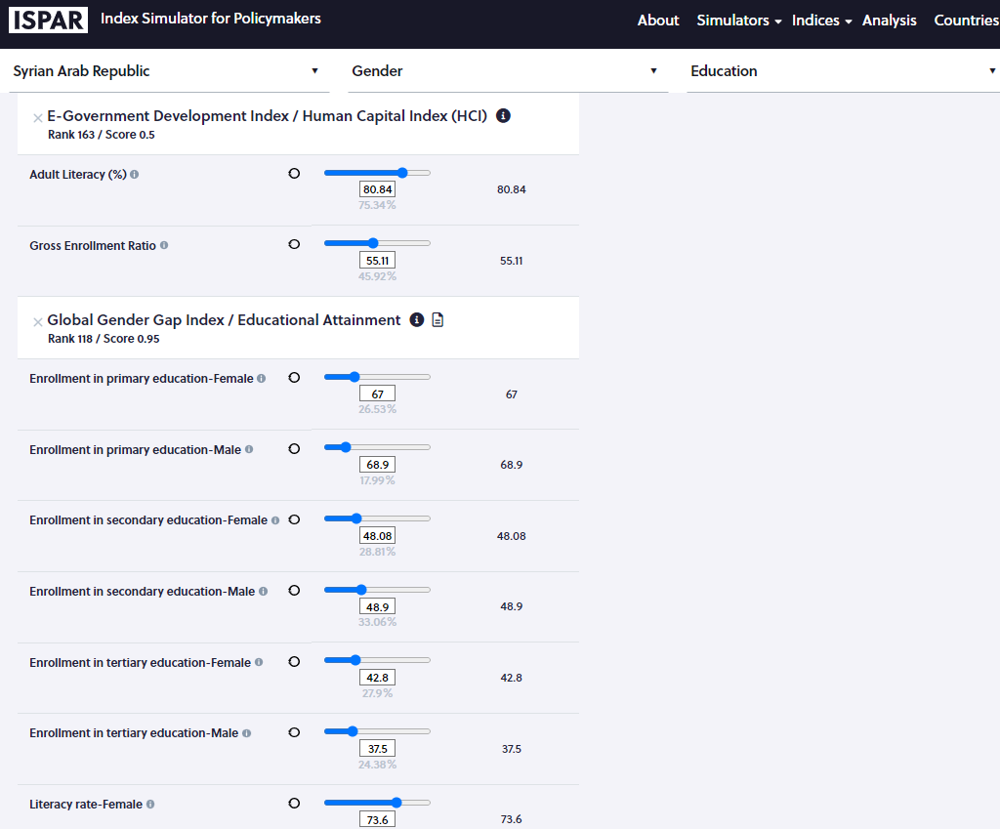 ISPAR Index Simulator for Policymakers About Simulators Indices Analysis Countries
Syrian Arab Republic Gender Education
E-Government Development Index / Human Capital Index (HCI)
Rank 163 / Score 0.5
Adult Literacy (%)
80.84 80.84
75.34%
Gross Enrollment Ratio
55.11 55.11
45.92%
Global Gender Gap Index / Educational Attainment
Rank 118 / Score 0.95
Enrollment in primary education-Female
67 67
26.53%
Enrollment in primary education-Male
68.9 68.9
17.99%
Enrollment in secondary education-Female
48.08 48.08
28.81%
Enrollment in secondary education-Male
48.9 48.9
33.06%
Enrollment in tertiary education-Female
42.8 42.8
27.9%
Enrollment in tertiary education-Male
37.5 37.5
24.38%
Literacy rate-Female
73.6 73.6